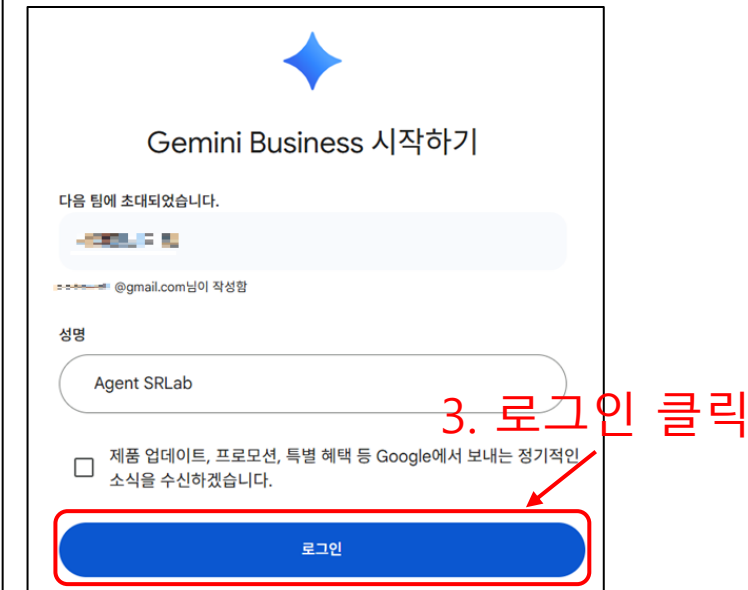 Gemini Business 시작하기
다음 팀에 초대되었습니다.
@gmail.com님이 작성함
성명
Agent SRLab
3. 로그인 클릭
제품 업데이트, 프로모션, 특별 혜택 등 Google에서 보내는 정기적인
소식을 수신하겠습니다.
로그인